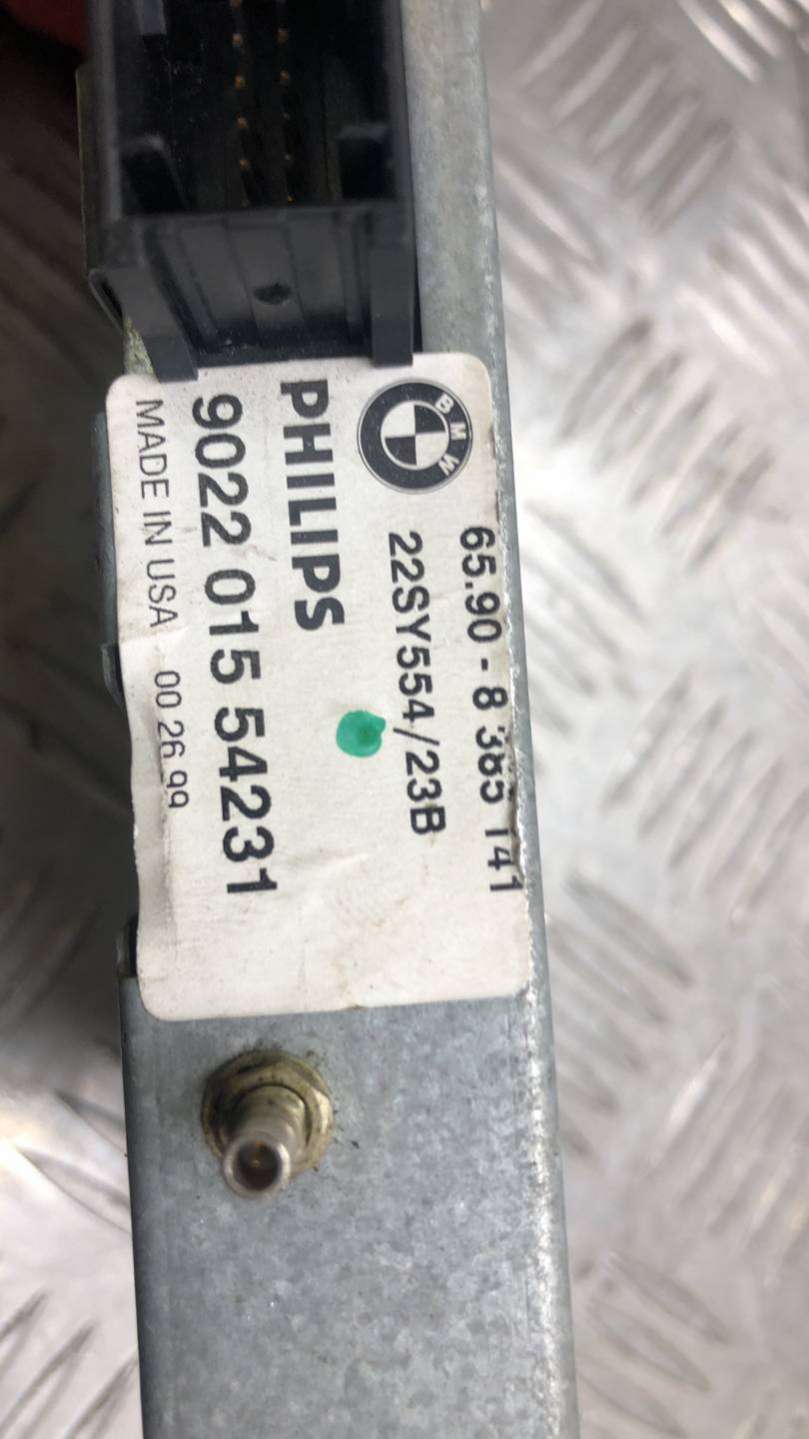 BMW
65.90 - 8 385 141
22SY554/23B
PHILIPS
9022 015 54231
MADE IN USA 00 26 99